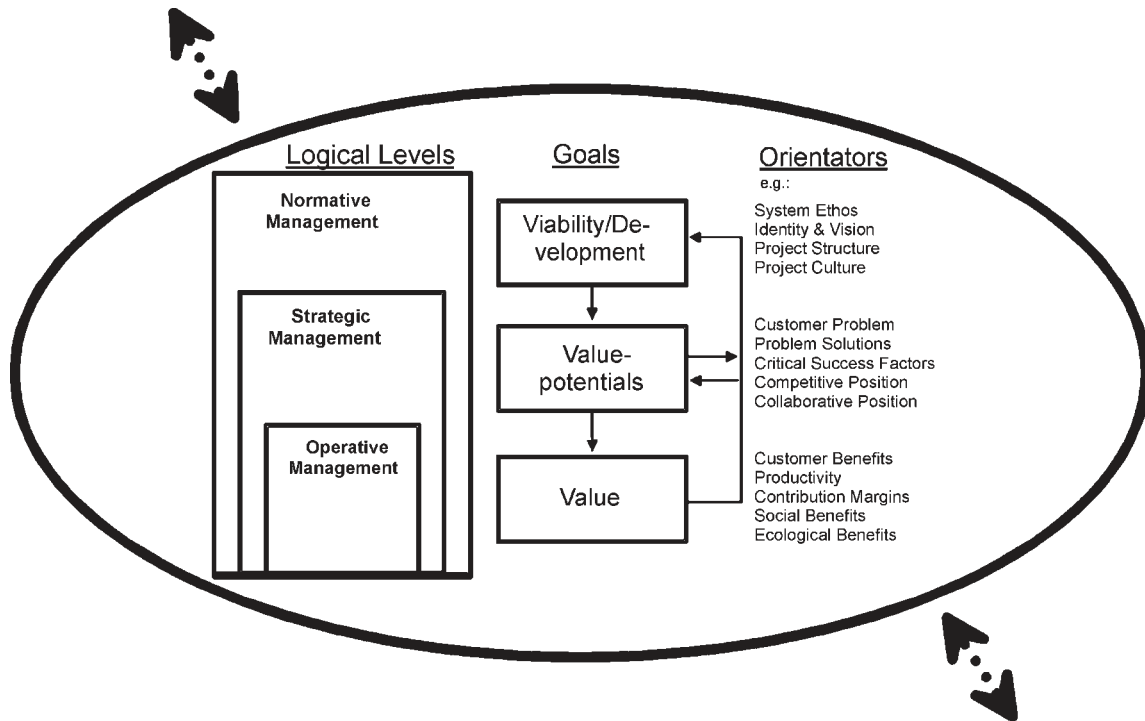 Logical Levels
Normative
Management
Strategic
Management
Operative
Management
Goals
Viability/De-
velopment
Value-
potentials
Value
Orientators
e.g.:
System Ethos
Identity & Vision
Project Structure
Project Culture
Customer Problem
Problem Solutions
Critical Success Factors
Competitive Position
Collaborative Position
Customer Benefits
Productivity
Contribution Margins
Social Benefits
Ecological Benefits